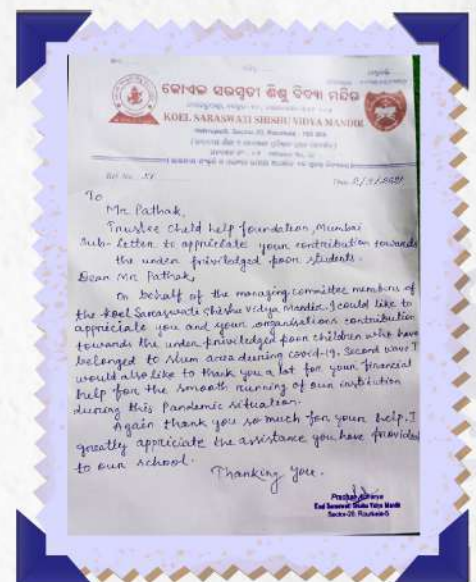 କୋଏଲ ସରସ୍ୱତୀ ଶିଶୁ ବିଦ୍ୟା ମନ୍ଦିର
KOEL SARASWATI SHISHU VIDYA MANDIR
To
Mr. Pathak,
Trustee Child help foundation, Mumbai
Sub- Letter to appriciate your contribution towards
the under priviledged poor students.
Dear Mr. Pathak,
On behalf of the managing committee members of
the Koel Saraswati Shishu Vidya Mandir. I could like to
appreciate you and your organisations contribution
towards the under priviledged poor children who have
belonged to slum area during covid-19. Second wave I
would also like to thank you a lot for your financial
help for the smooth running of our institution
during this Pandemic situation.
Again thank you so much for your help. I
greatly appriciate the assistance you have provided
to our school.
Thanking you.
Koel Saraswati Shishu Vidya Mandir
Sector-20, Rourkela-5